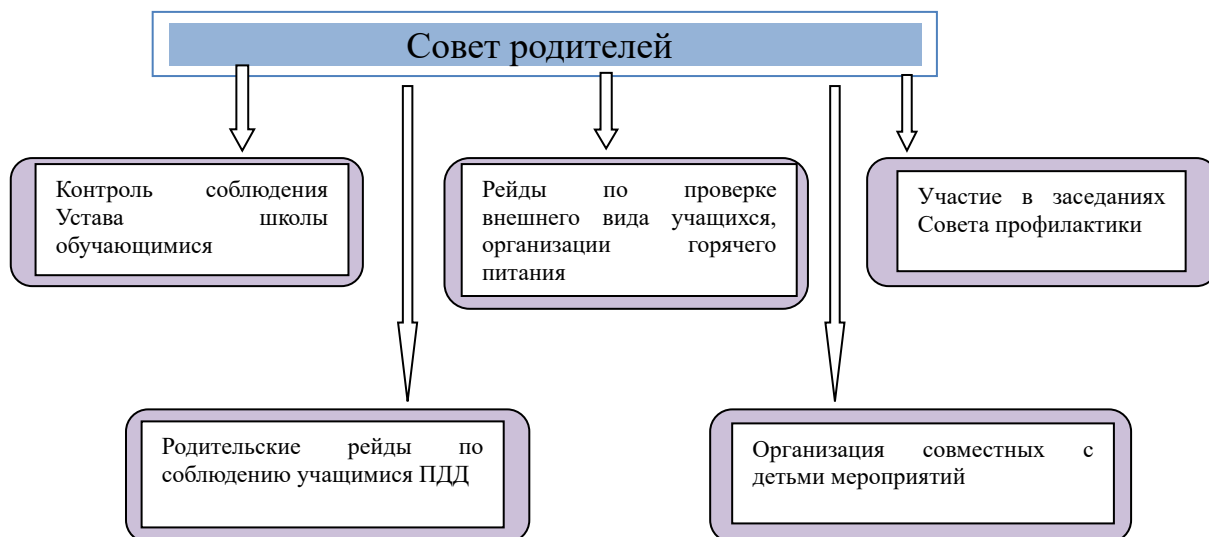 Совет родителей
Контроль соблюдения
Устава школы
обучающимися
Рейды по проверке
внешнего вида учащихся,
организации горячего
питания
Участие в заседаниях
Совета профилактики
Родительские рейды по
соблюдению учащимися ПДД
Организация совместных с
детьми мероприятий